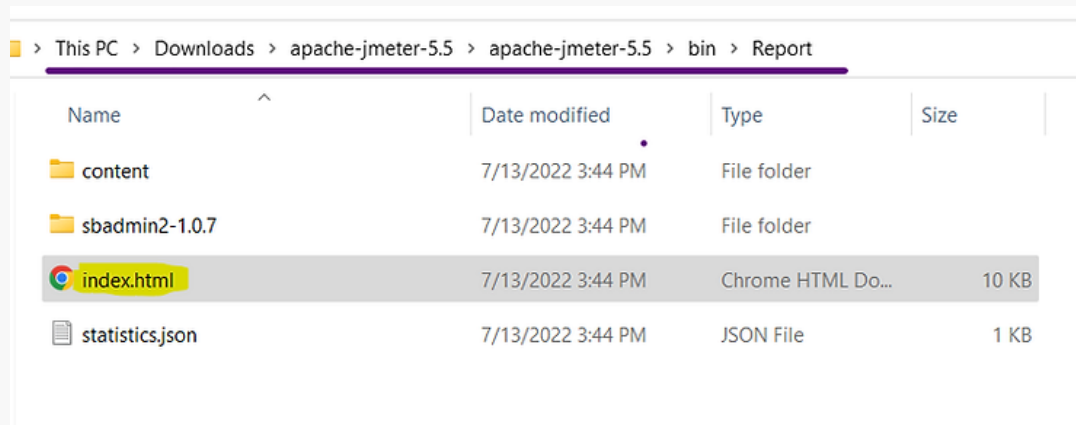 This PC > Downloads > apache-jmeter-5.5 > apache-jmeter-5.5 > bin > Report
Name Date modified Type Size
content 7/13/2022 3:44 PM File folder
sbadmin2-1.0.7 7/13/2022 3:44 PM File folder
index.html 7/13/2022 3:44 PM Chrome HTML Do... 10 KB
statistics.json 7/13/2022 3:44 PM JSON File 1 KB